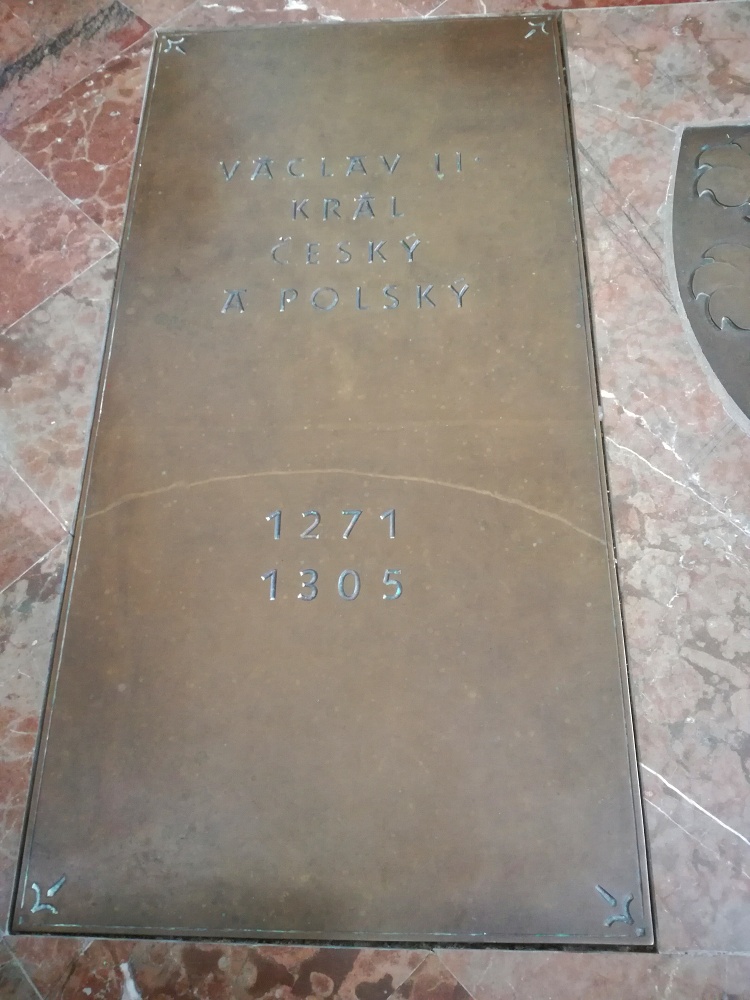 VÁCLAV II.
KRÁL
ČESKÝ
A POLSKÝ
1271
1305